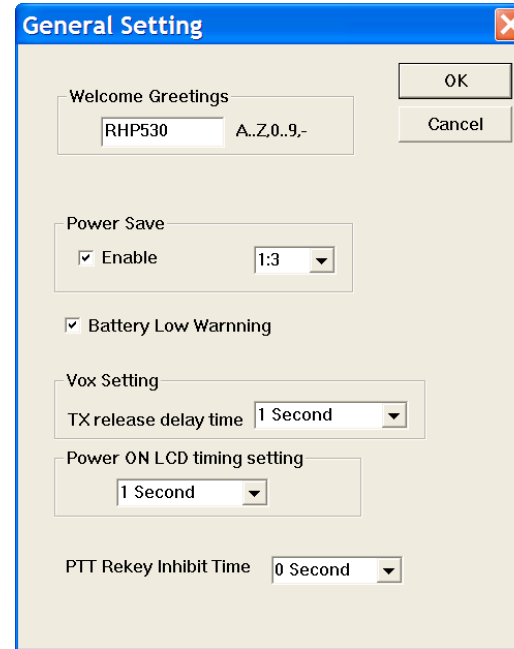 General Setting
OK
Welcome Greetings
RHP530 A..Z,0..9,-
Cancel
Power Save
Enable 1:3
Battery Low Warnning
Vox Setting
TX release delay time 1 Second
Power ON LCD timing setting
1 Second
PTT Rekey Inhibit Time 0 Second